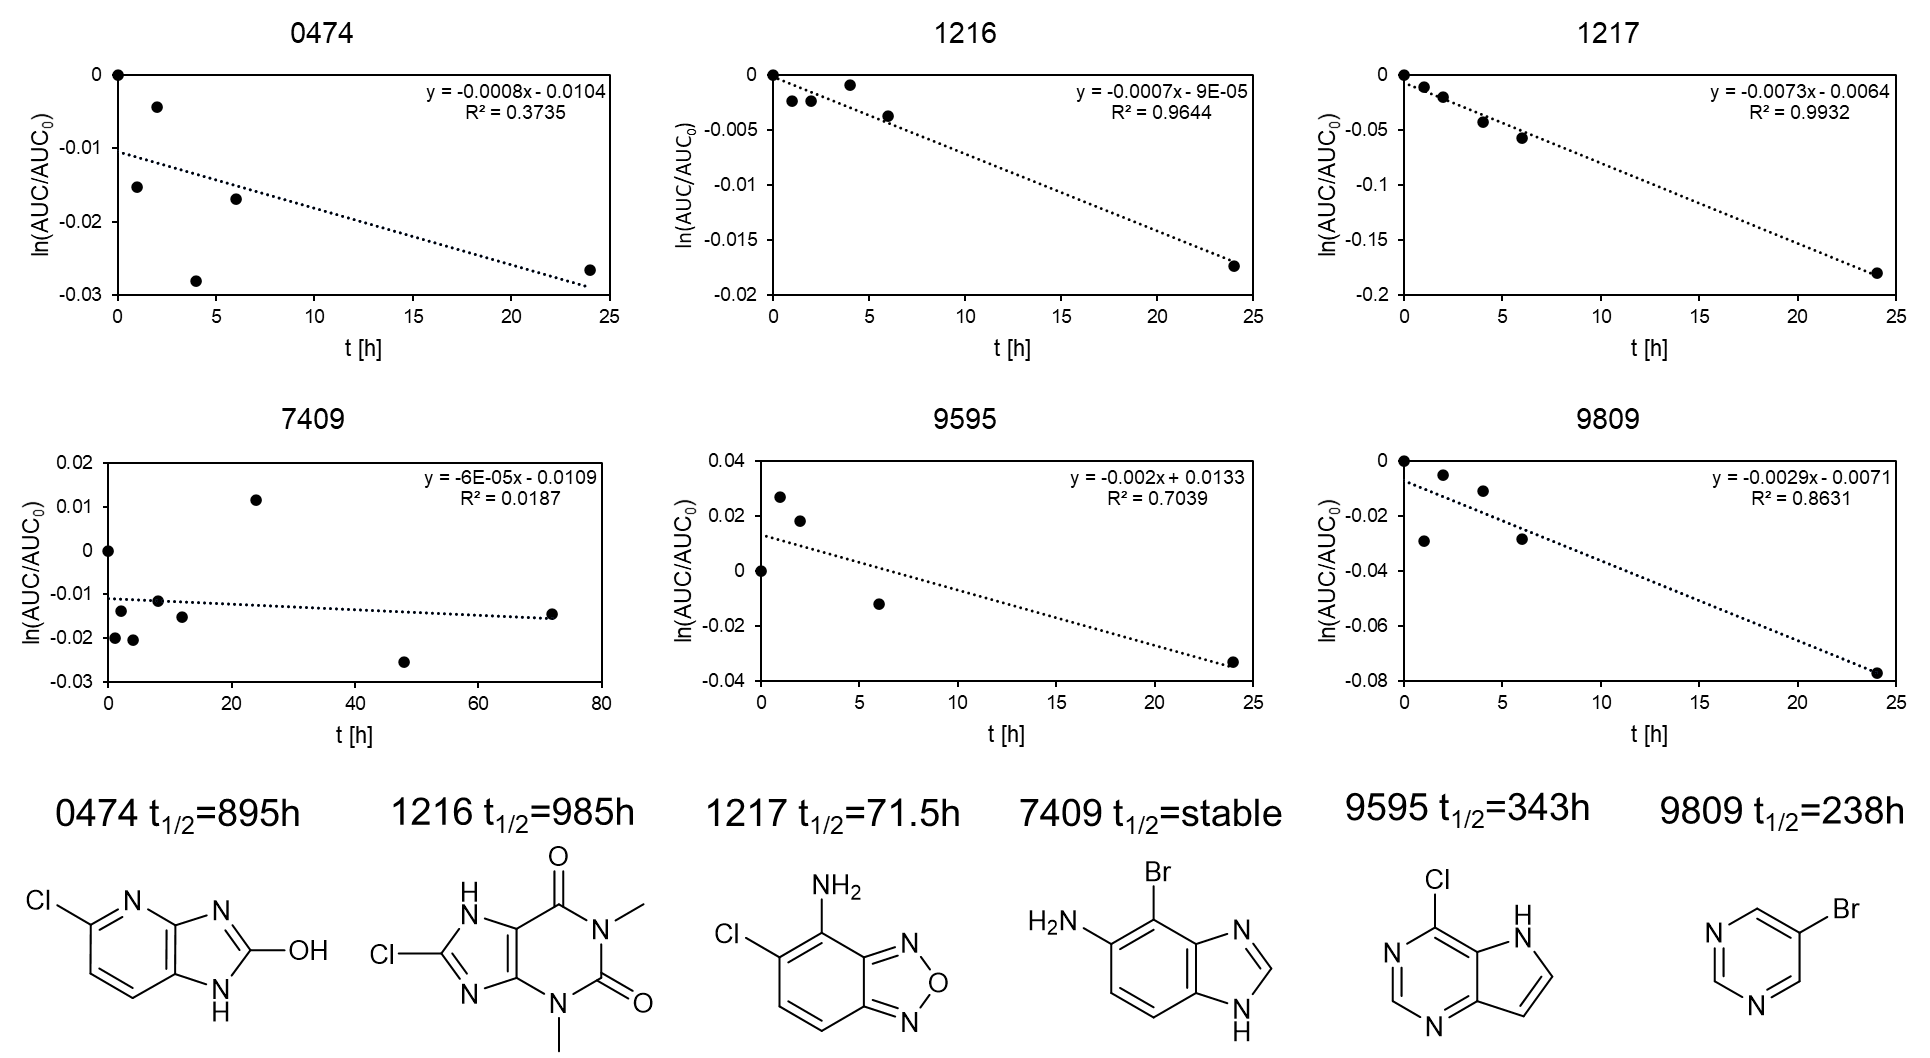 0474
0
-0.01
-0.02
-0.03
0 5 10 15 20 25
ln(AUC/AUC₀)
t [h]
y = -0.0008x - 0.0104
R² = 0.3735
1216
0
-0.005
-0.01
-0.015
-0.02
0 5 10 15 20 25
ln(AUC/AUC₀)
t [h]
y = -0.0007x - 9E-05
R² = 0.9644
1217
0
-0.05
-0.1
-0.15
-0.2
0 5 10 15 20 25
ln(AUC/AUC₀)
t [h]
y = -0.0073x - 0.0064
R² = 0.9932
7409
0.02
0.01
0
-0.01
-0.02
-0.03
0 20 40 60 80
ln(AUC/AUC₀)
t [h]
y = -6E-05x - 0.0109
R² = 0.0187
9595
0.04
0.02
0
-0.02
-0.04
0 5 10 15 20 25
ln(AUC/AUC₀)
t [h]
y = -0.002x + 0.0133
R² = 0.7039
9809
0
-0.02
-0.04
-0.06
-0.08
0 5 10 15 20 25
ln(AUC/AUC₀)
t [h]
y = -0.0029x - 0.0071
R² = 0.8631
0474 t₁/₂=895h
Cl
N
N
OH
N
H
1216 t₁/₂=985h
O
H
N
N
Cl
N
N
O
1217 t₁/₂=71.5h
NH₂
Cl
N
O
N
7409 t₁/₂=stable
Br
H₂N
N
N
H
9595 t₁/₂=343h
Cl
H
N
N
N
9809 t₁/₂=238h
Br
N
N